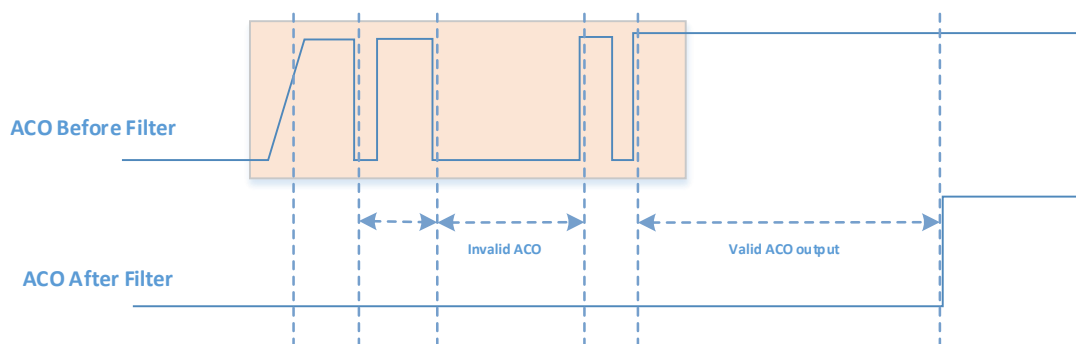 ACO Before Filter
Invalid ACO
Valid ACO output
ACO After Filter